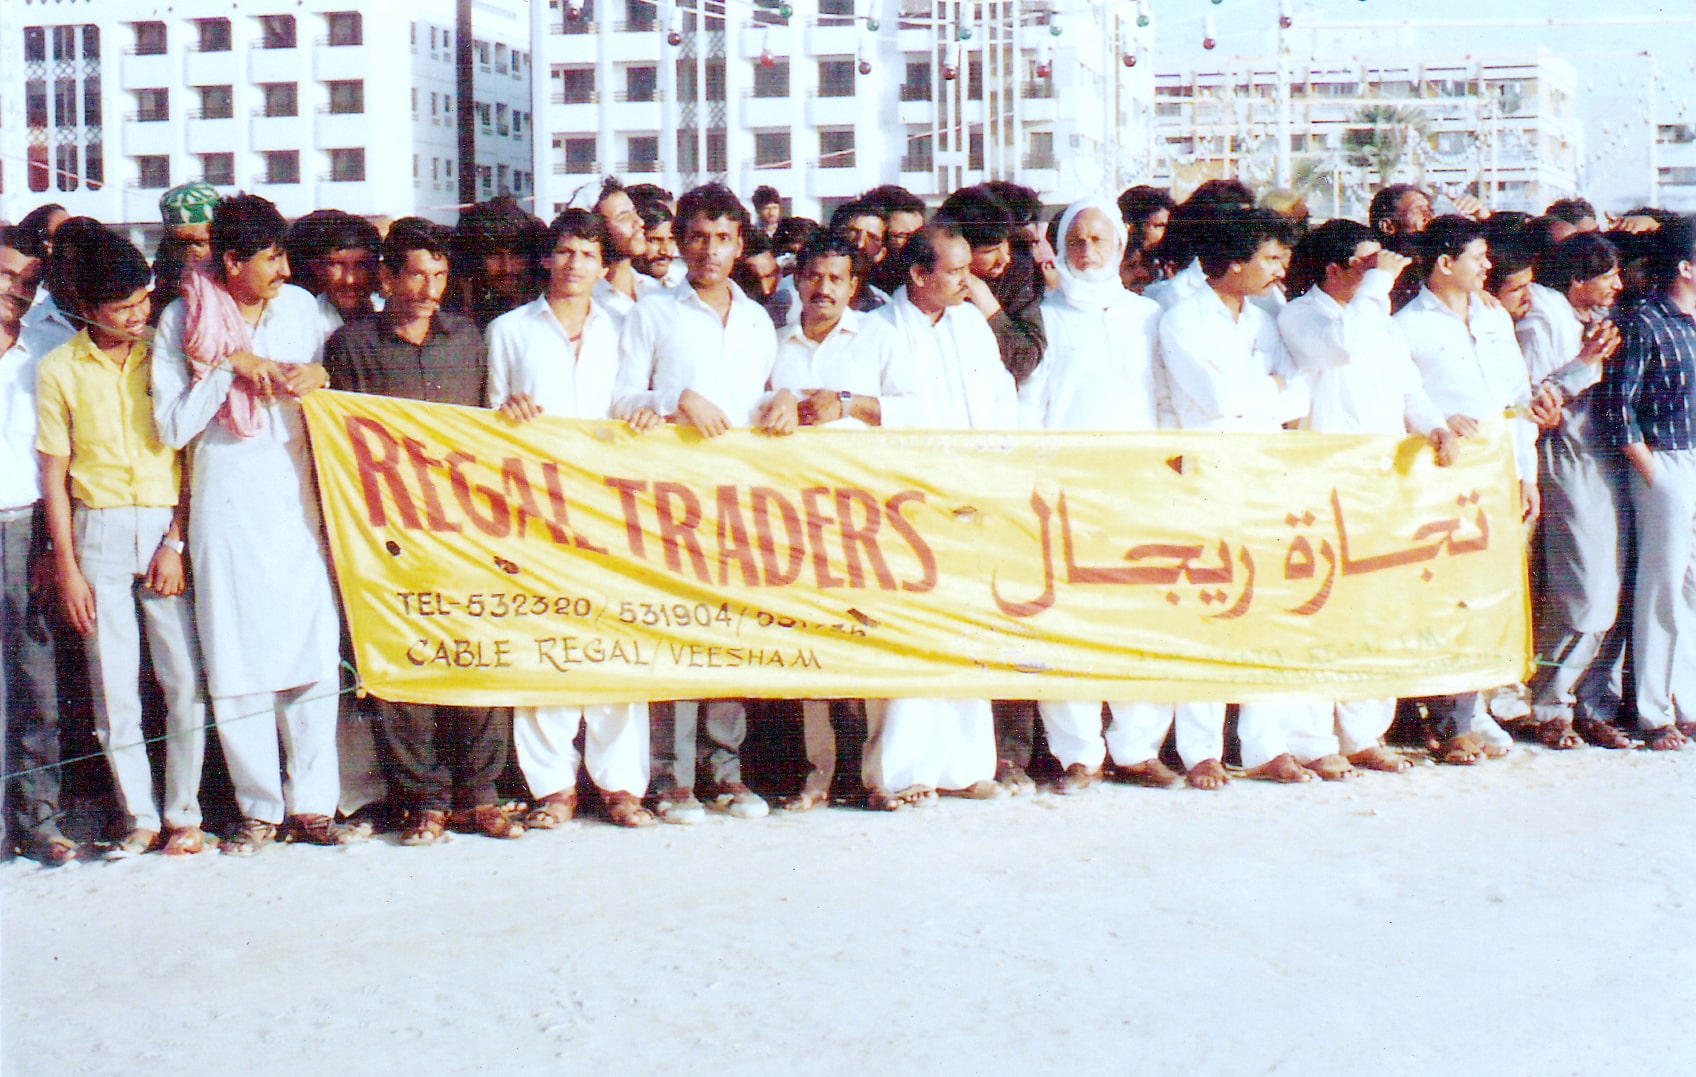 REGAL TRADERS تجارة ريجال
TEL-532320/531904/
CABLE REGAL/VEESHAM